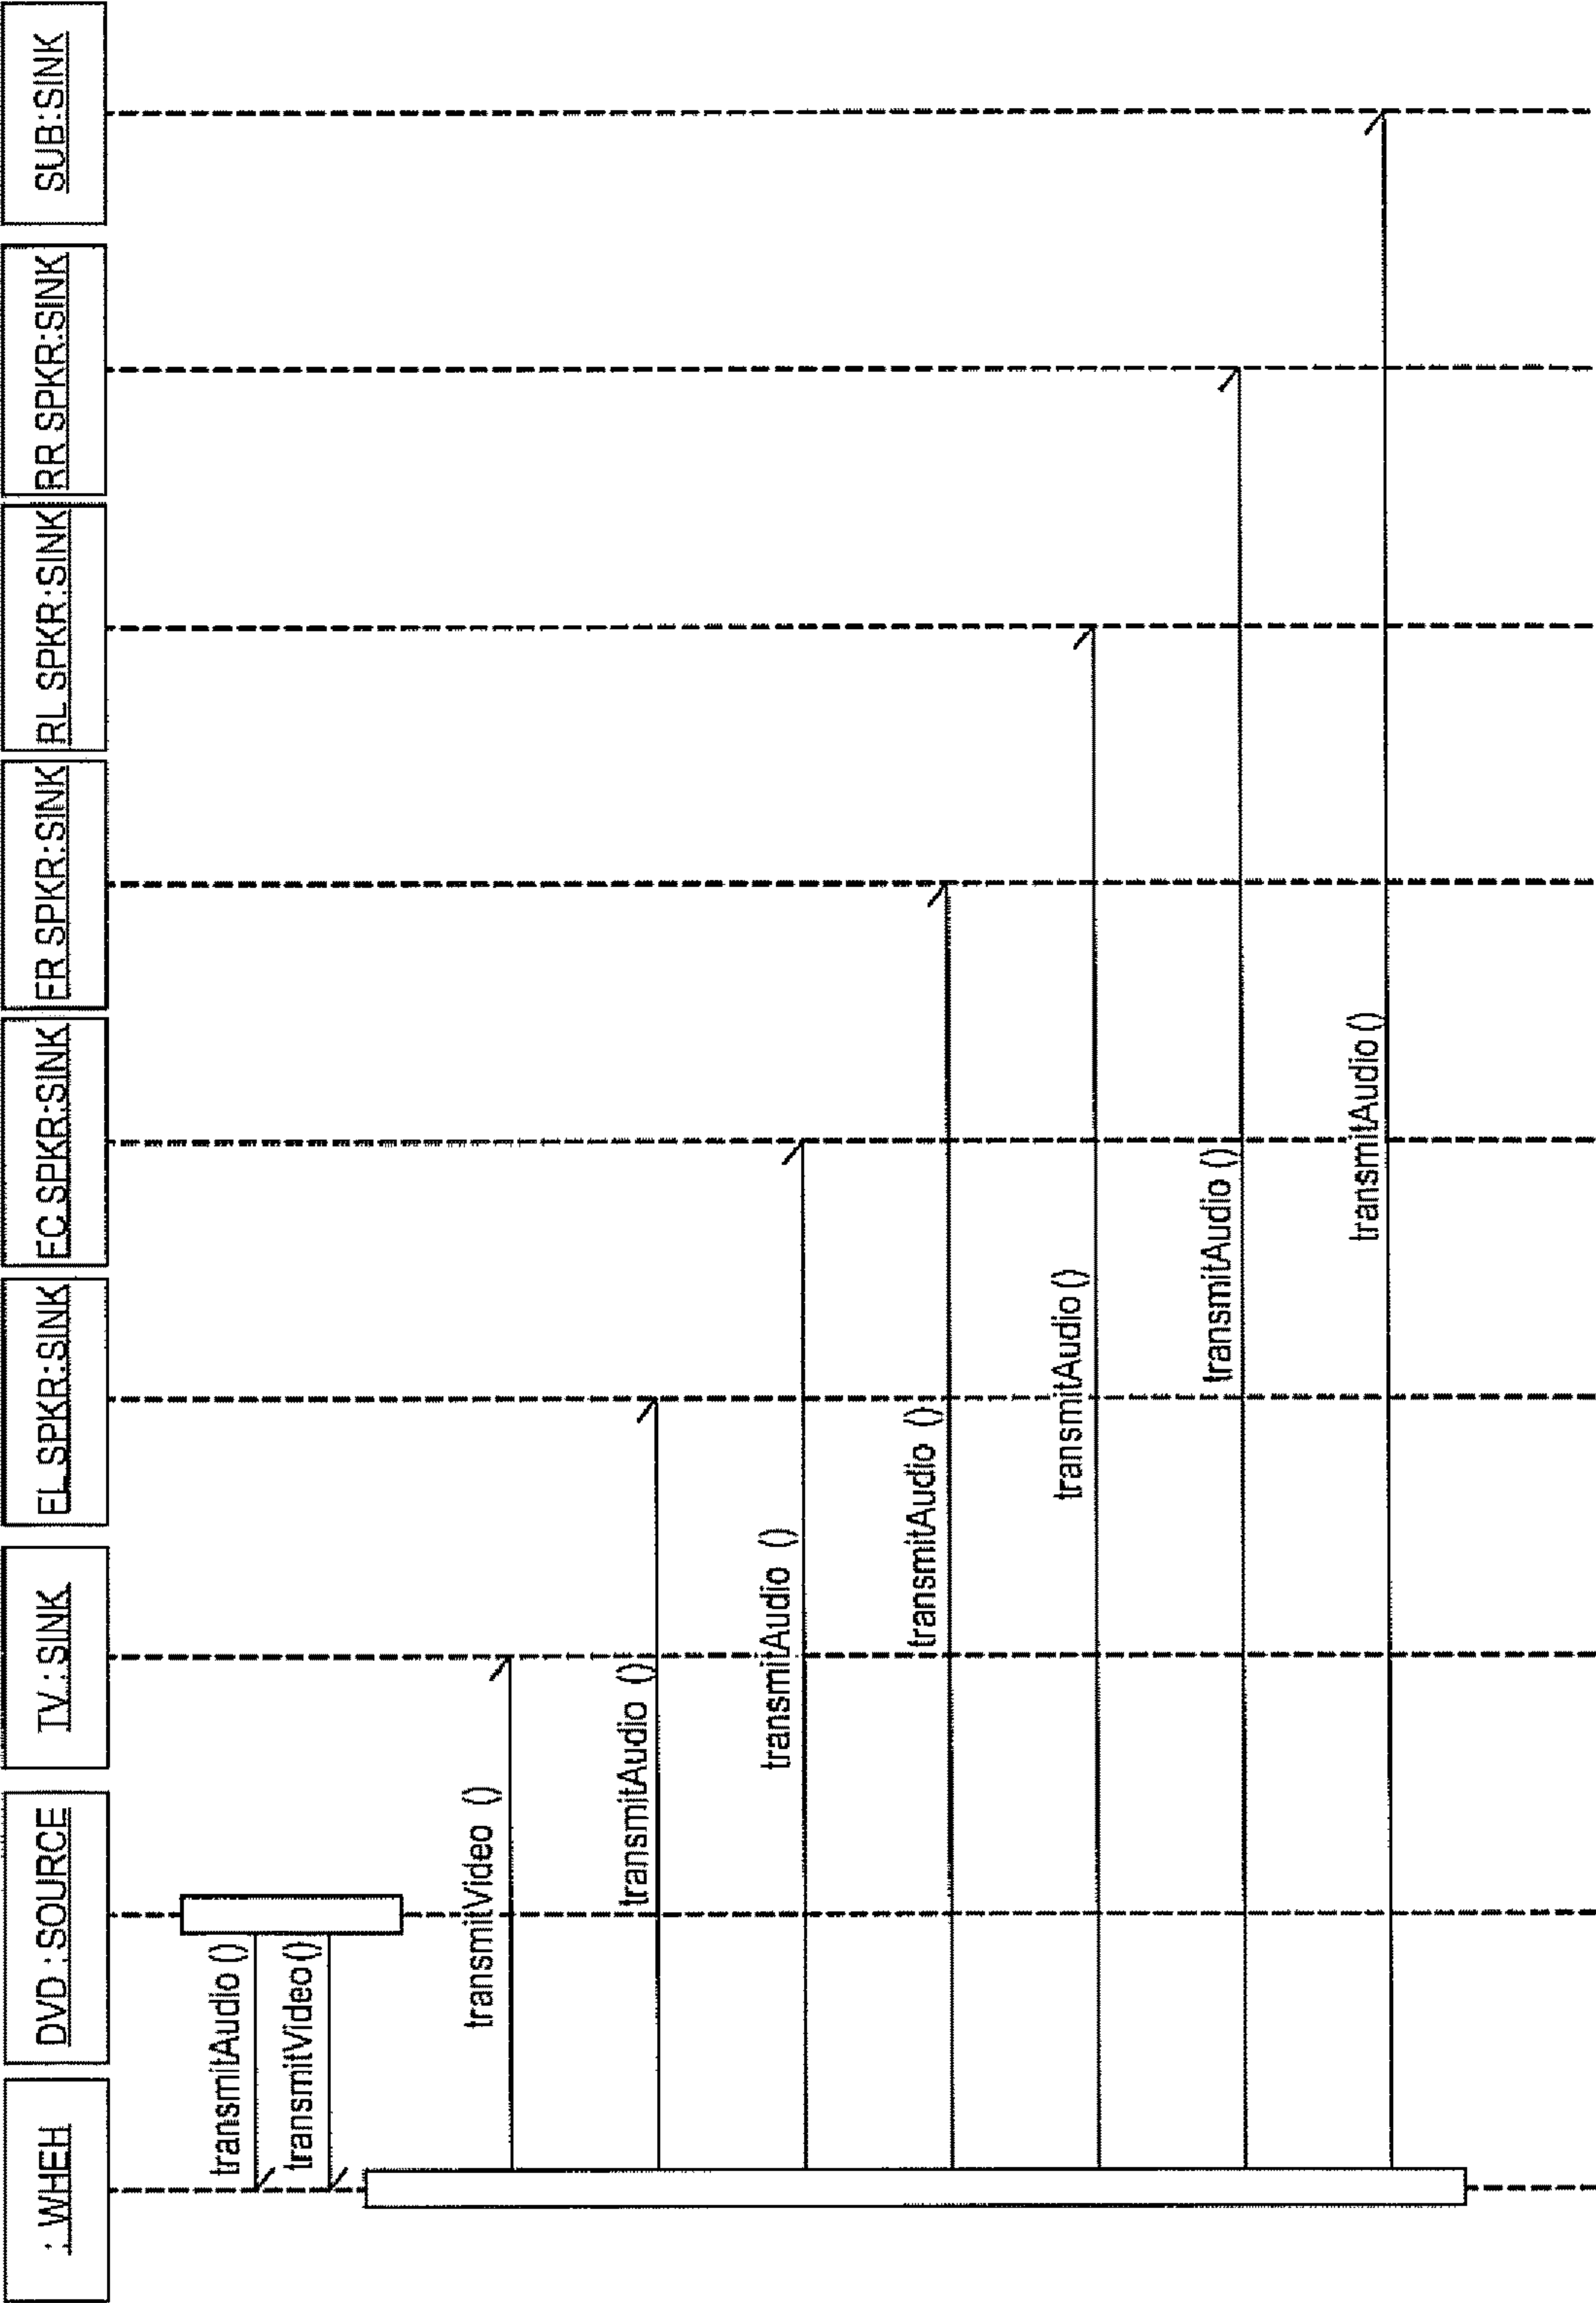 : WHEH
DVD : SOURCE
TV : SINK
FL SPKR:SINK
FC SPKR:SINK
FR SPKR:SINK
RL SPKR:SINK
RR SPKR:SINK
SUB:SINK
transmitAudio ()
transmitVideo ()
transmitVideo ()
transmitAudio ()
transmitAudio ()
transmitAudio ()
transmitAudio ()
transmitAudio ()
transmitAudio ()